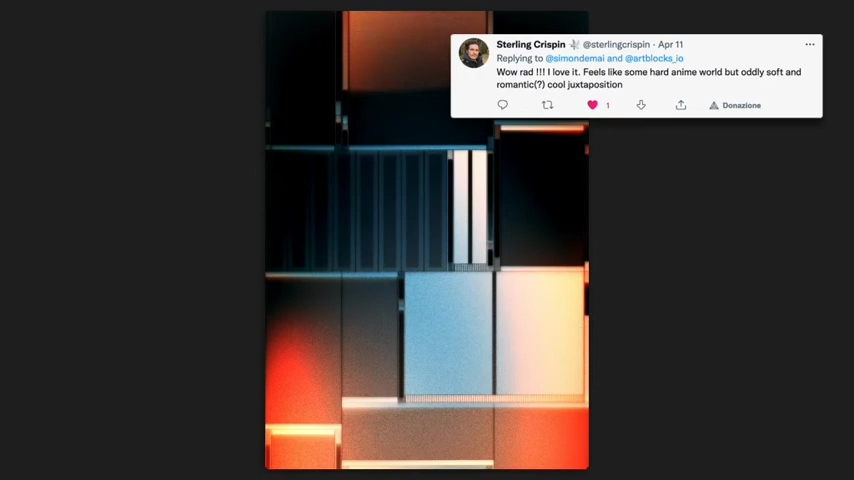 Sterling Crispin @sterlingcrispin · Apr 11
Replying to @simondemai and @artblocks_io
Wow rad !!! I love it. Feels like some hard anime world but oddly soft and
romantic(?) cool juxtaposition
1 Donazione